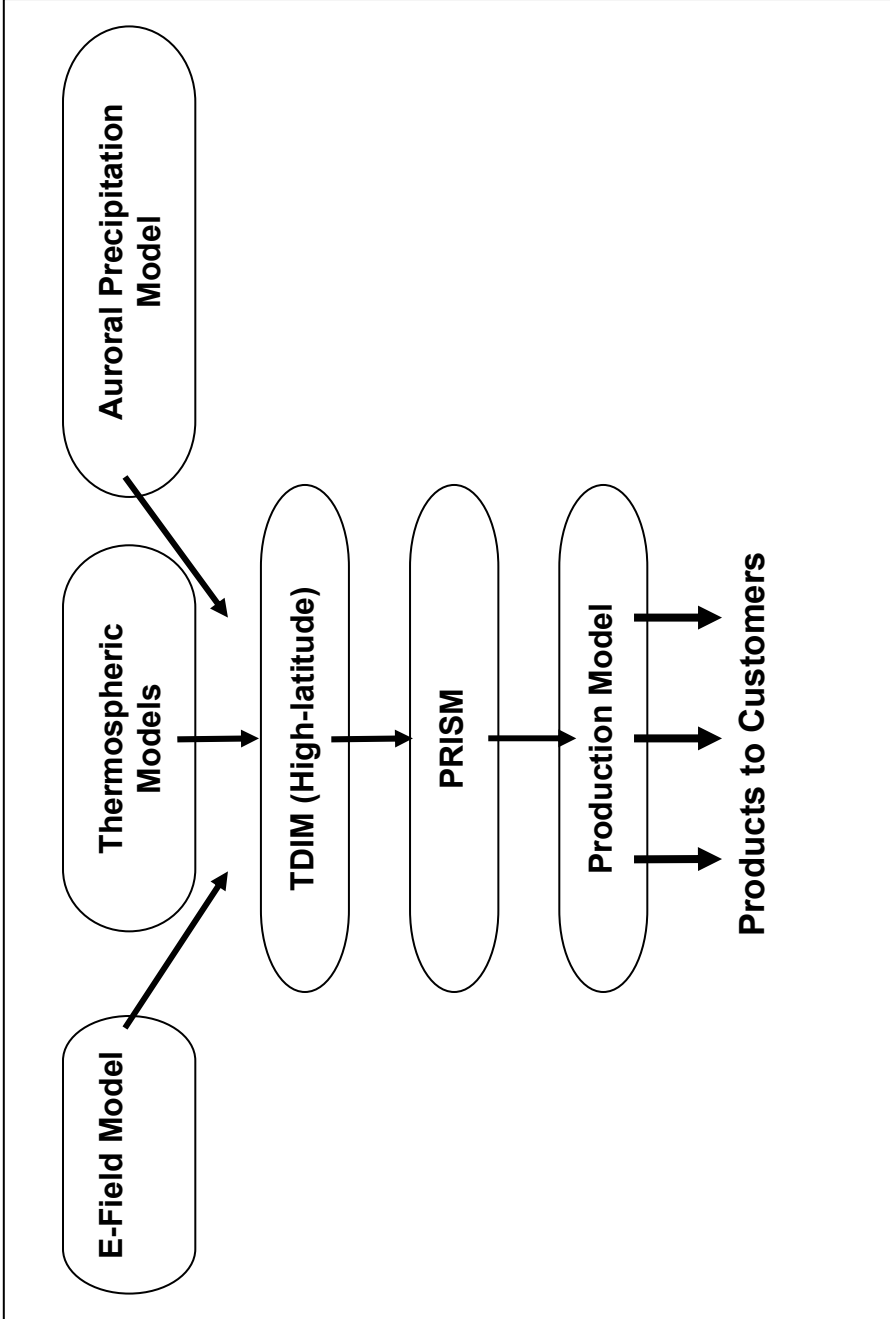 E-Field Model
Thermospheric
Models
Auroral Precipitation
Model
TDIM (High-latitude)
PRISM
Production Model
Products to Customers